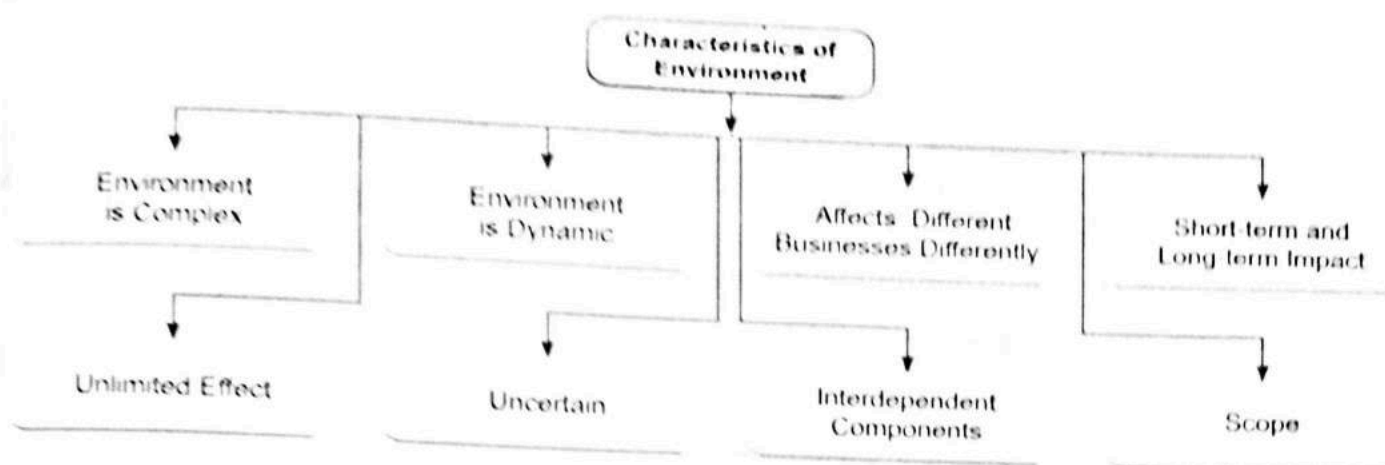 Characteristics of
Environment
Environment
is Complex
Environment
is Dynamic
Affects Different
Businesses Differently
Short-term and
Long-term Impact
Unlimited Effect
Uncertain
Interdependent
Components
Scope